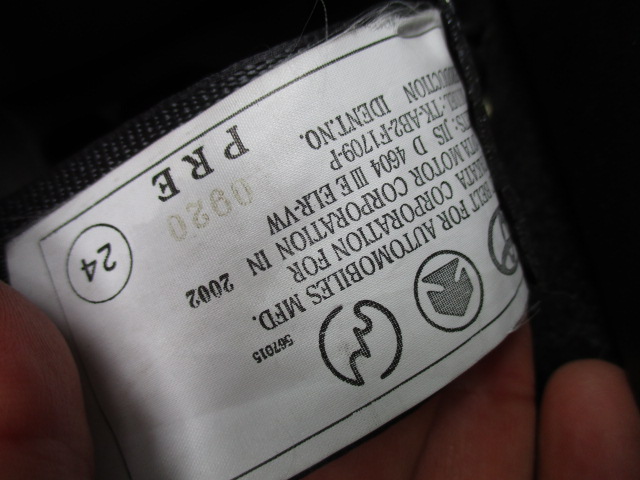 567015
BELT FOR AUTOMOBILES MFD.
CORPORATION FOR
MOTOR CORPORATION IN 2002
JIS D 4604 III E ELR-VW
TK-AB2-F1709-P
IDENT.NO.
0920
PRE
24